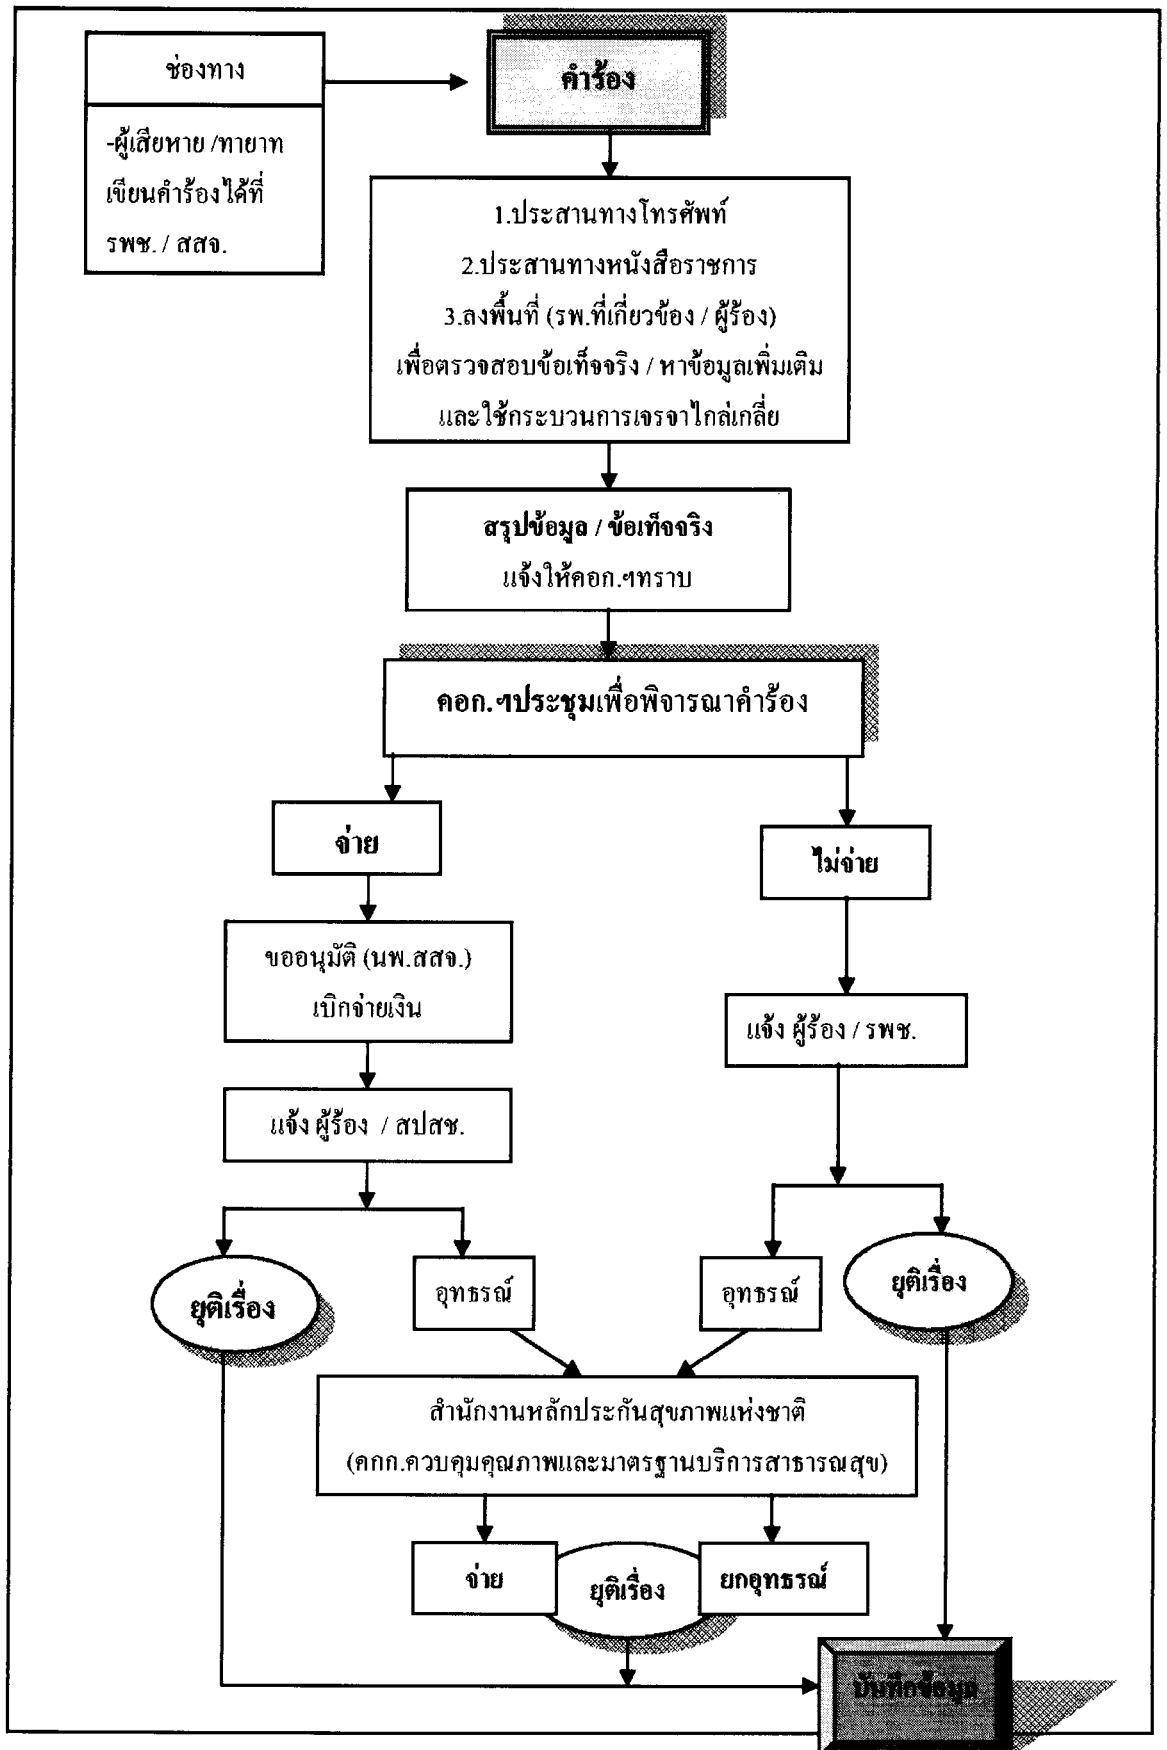 ช่องทาง
-ผู้เสียหาย /ทายาท
เขียนคำร้องได้ที่
รพช. / สสจ.
คำร้อง
1.ประสานทางโทรศัพท์
2.ประสานทางหนังสือราชการ
3.ลงพื้นที่ (รพ.ที่เกี่ยวข้อง / ผู้ร้อง)
เพื่อตรวจสอบข้อเท็จจริง / หาข้อมูลเพิ่มเติม
และใช้กระบวนการเจรจาไกล่เกลี่ย
สรุปข้อมูล / ข้อเท็จจริง
แจ้งให้คอก.ฯทราบ
คอก.ฯประชุมเพื่อพิจารณาคำร้อง
จ่าย
ไม่จ่าย
ขออนุมัติ (นพ.สสจ.)
เบิกจ่ายเงิน
แจ้ง ผู้ร้อง / รพช.
แจ้ง ผู้ร้อง / สปสช.
ยุติเรื่อง
อุทธรณ์
อุทธรณ์
ยุติเรื่อง
สำนักงานหลักประกันสุขภาพแห่งชาติ
(คกก.ควบคุมคุณภาพและมาตรฐานบริการสาธารณสุข)
จ่าย
ยุติเรื่อง
ยกอุทธรณ์
บันทึกข้อมูล